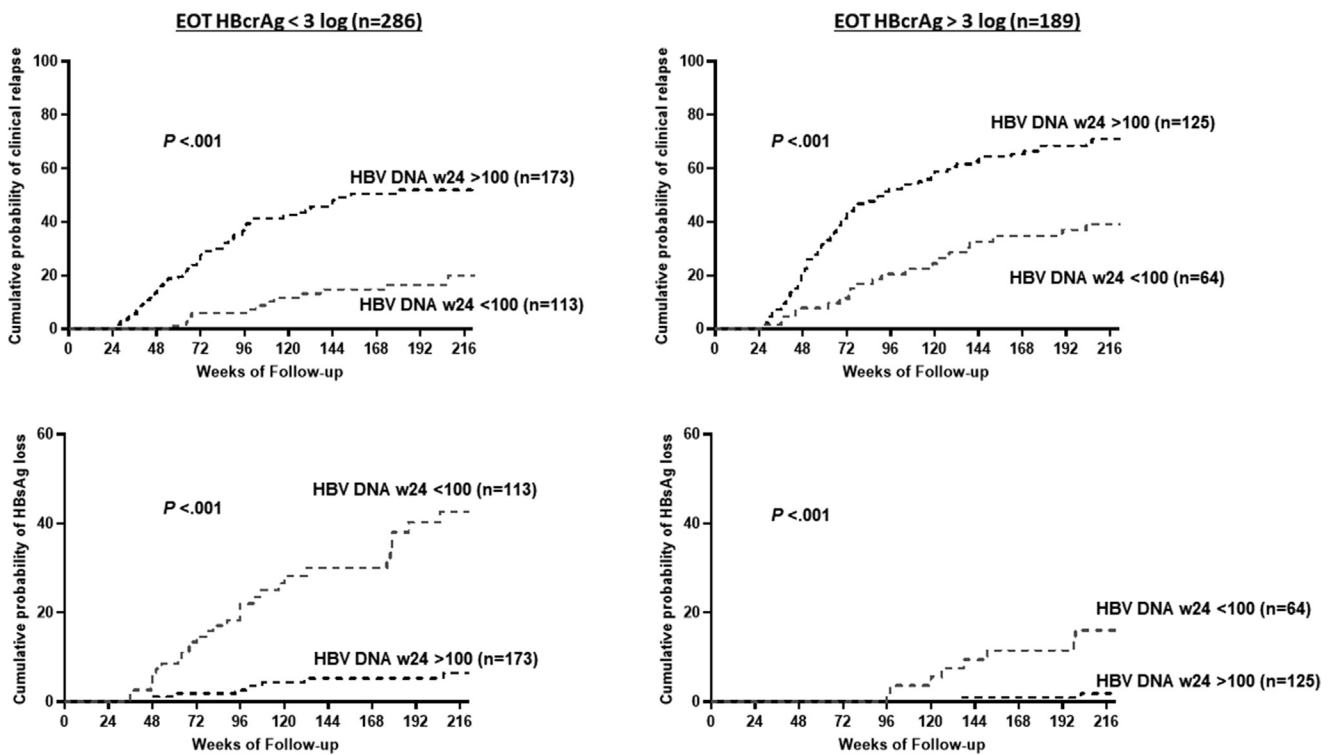 EOT HBcrAg < 3 log (n=286)
EOT HBcrAg > 3 log (n=189)
Cumulative probability of clinical relapse
100
80
60
40
20
0
P <.001
HBV DNA w24 >100 (n=173)
HBV DNA w24 <100 (n=113)
0 24 48 72 96 120 144 168 192 216
Weeks of Follow-up
Cumulative probability of clinical relapse
100
80
60
40
20
0
P <.001
HBV DNA w24 >100 (n=125)
HBV DNA w24 <100 (n=64)
0 24 48 72 96 120 144 168 192 216
Weeks of Follow-up
Cumulative probability of HBsAg loss
60
40
20
0
P <.001
HBV DNA w24 <100 (n=113)
HBV DNA w24 >100 (n=173)
0 24 48 72 96 120 144 168 192 216
Weeks of Follow-up
Cumulative probability of HBsAg loss
60
40
20
0
P <.001
HBV DNA w24 <100 (n=64)
HBV DNA w24 >100 (n=125)
0 24 48 72 96 120 144 168 192 216
Weeks of Follow-up